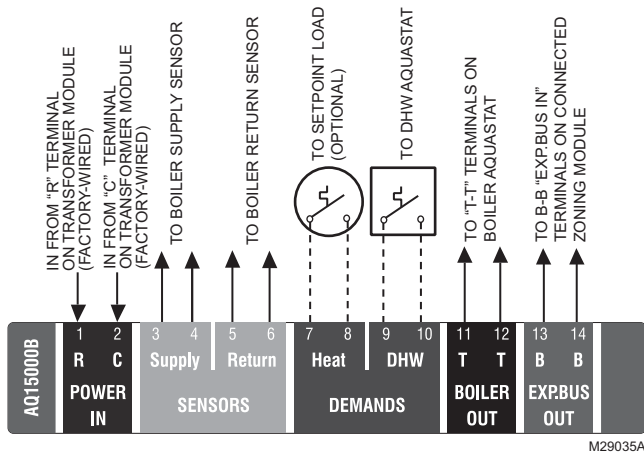 IN FROM “R” TERMINAL
ON TRANSFORMER MODULE
(FACTORY-WIRED)
IN FROM “C” TERMINAL
ON TRANSFORMER MODULE
(FACTORY-WIRED)
TO BOILER SUPPLY SENSOR
TO BOILER RETURN SENSOR
TO SETPOINT LOAD
(OPTIONAL)
TO DHW AQUASTAT
TO “T-T” TERMINALS ON
BOILER AQUASTAT
TO B-B “EXP.BUS IN”
TERMINALS ON CONNECTED
ZONING MODULE
AQ15000B
1 2 3 4 5 6 7 8 9 10 11 12 13 14
R C Supply Return Heat DHW T T B B
POWER
IN
SENSORS
DEMANDS
BOILER
OUT
EXP.BUS
OUT
M29035A